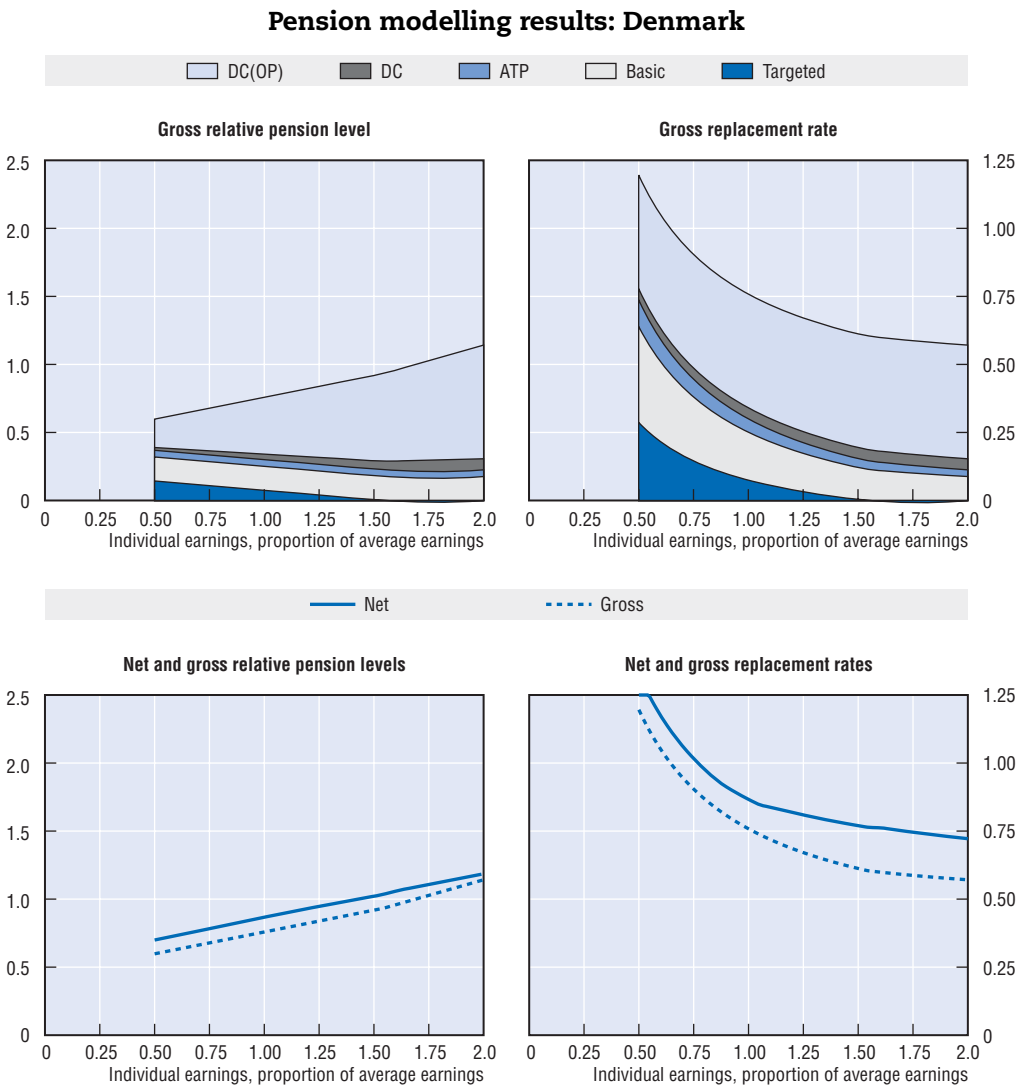 Pension modelling results: Denmark
DC(OP) DC ATP Basic Targeted
Gross relative pension level
2.5
2.0
1.5
1.0
0.5
0
0 0.25 0.50 0.75 1.00 1.25 1.50 1.75 2.0
Individual earnings, proportion of average earnings
Gross replacement rate
1.25
1.00
0.75
0.50
0.25
0
0 0.25 0.50 0.75 1.00 1.25 1.50 1.75 2.0
Individual earnings, proportion of average earnings
Net Gross
Net and gross relative pension levels
2.5
2.0
1.5
1.0
0.5
0
0 0.25 0.50 0.75 1.00 1.25 1.50 1.75 2.0
Individual earnings, proportion of average earnings
Net and gross replacement rates
1.25
1.00
0.75
0.50
0.25
0
0 0.25 0.50 0.75 1.00 1.25 1.50 1.75 2.0
Individual earnings, proportion of average earnings